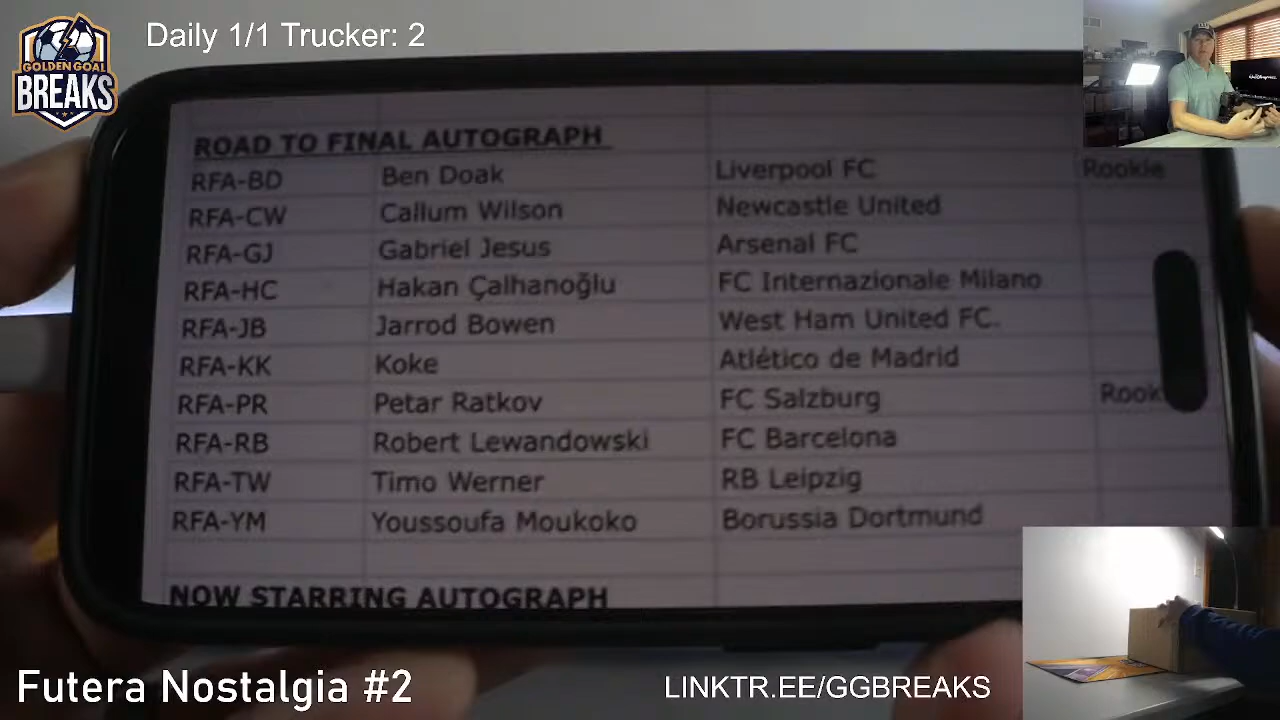 Daily 1/1 Trucker: 2
GOLDEN GOAL
BREAKS
ROAD TO FINAL AUTOGRAPH
RFA-BD Ben Doak Liverpool FC Rookie
RFA-CW Callum Wilson Newcastle United
RFA-GJ Gabriel Jesus Arsenal FC
RFA-HC Hakan Çalhanoğlu FC Internazionale Milano
RFA-JB Jarrod Bowen West Ham United FC.
RFA-KK Koke Atlético de Madrid
RFA-PR Petar Ratkov FC Salzburg Rook
RFA-RB Robert Lewandowski FC Barcelona
RFA-TW Timo Werner RB Leipzig
RFA-YM Youssoufa Moukoko Borussia Dortmund
NOW STARRING AUTOGRAPH
Futera Nostalgia #2
LINKTR.EE/GGBREAKS